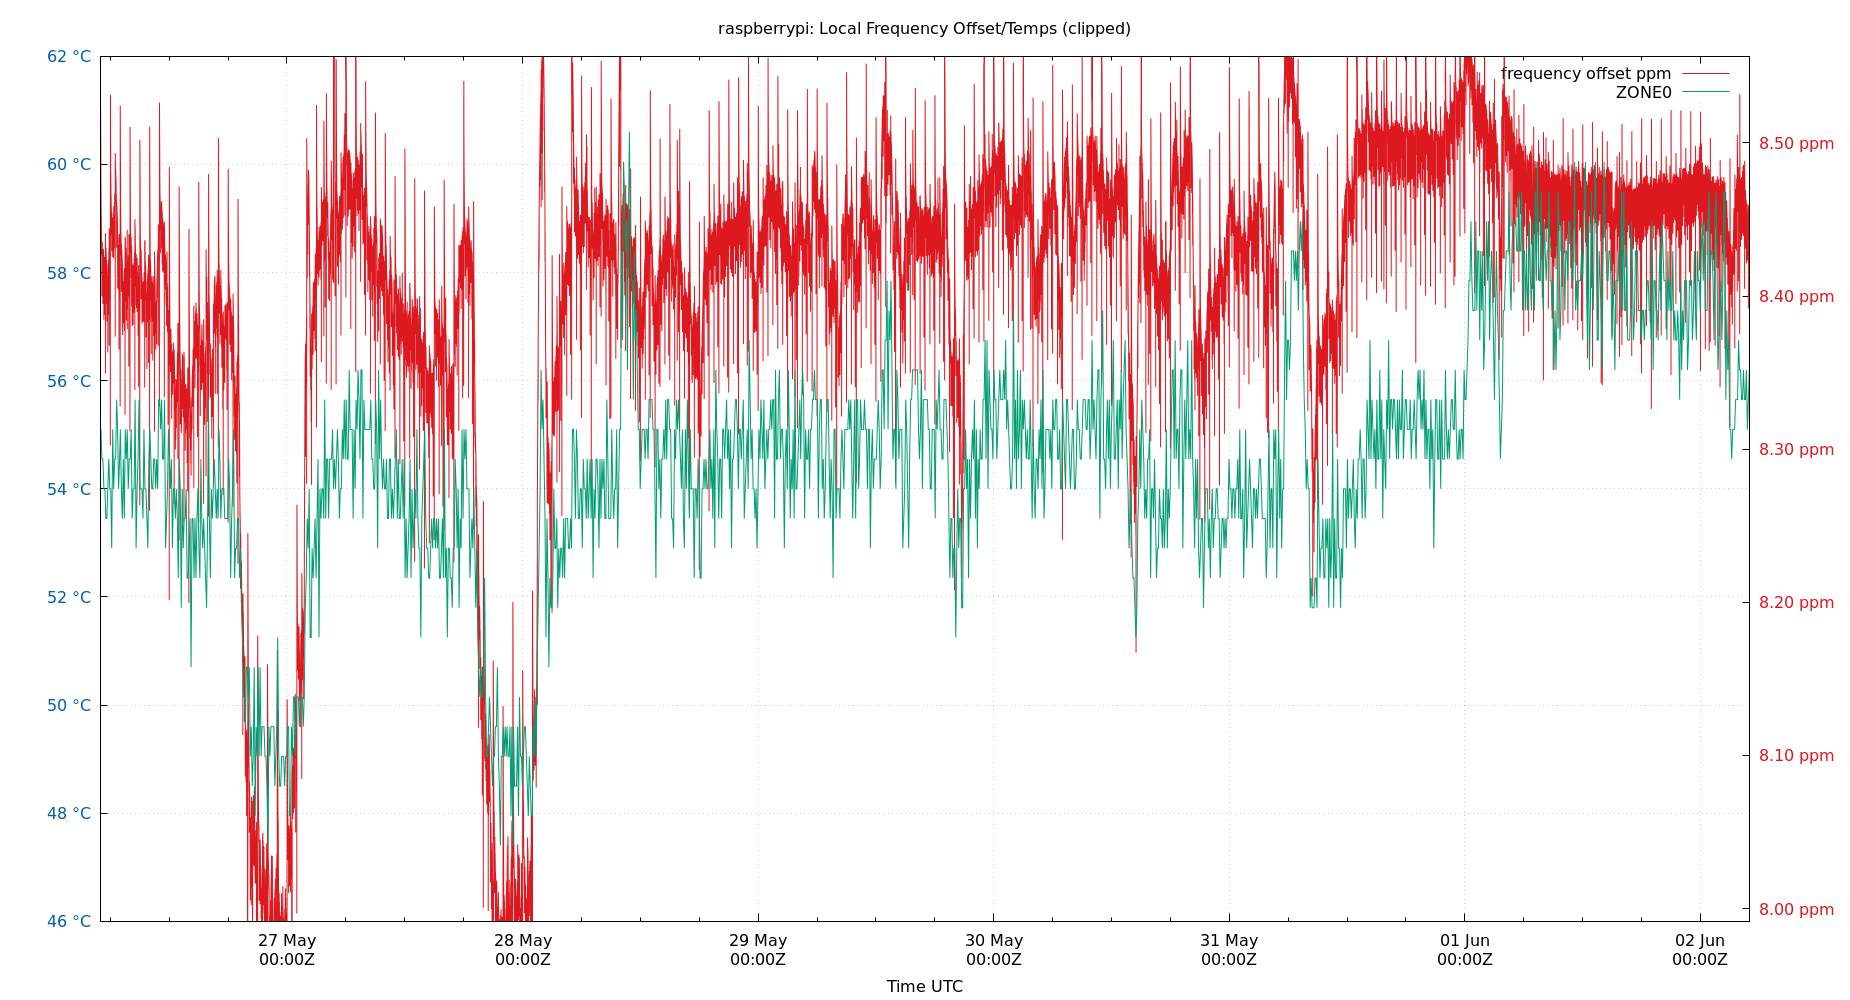 raspberrypi: Local Frequency Offset/Temps (clipped)
62 °C
60 °C
58 °C
56 °C
54 °C
52 °C
50 °C
48 °C
46 °C
frequency offset ppm
ZONE0
8.50 ppm
8.40 ppm
8.30 ppm
8.20 ppm
8.10 ppm
8.00 ppm
27 May 28 May 29 May 30 May 31 May 01 Jun 02 Jun
00:00Z 00:00Z 00:00Z 00:00Z 00:00Z 00:00Z 00:00Z
Time UTC